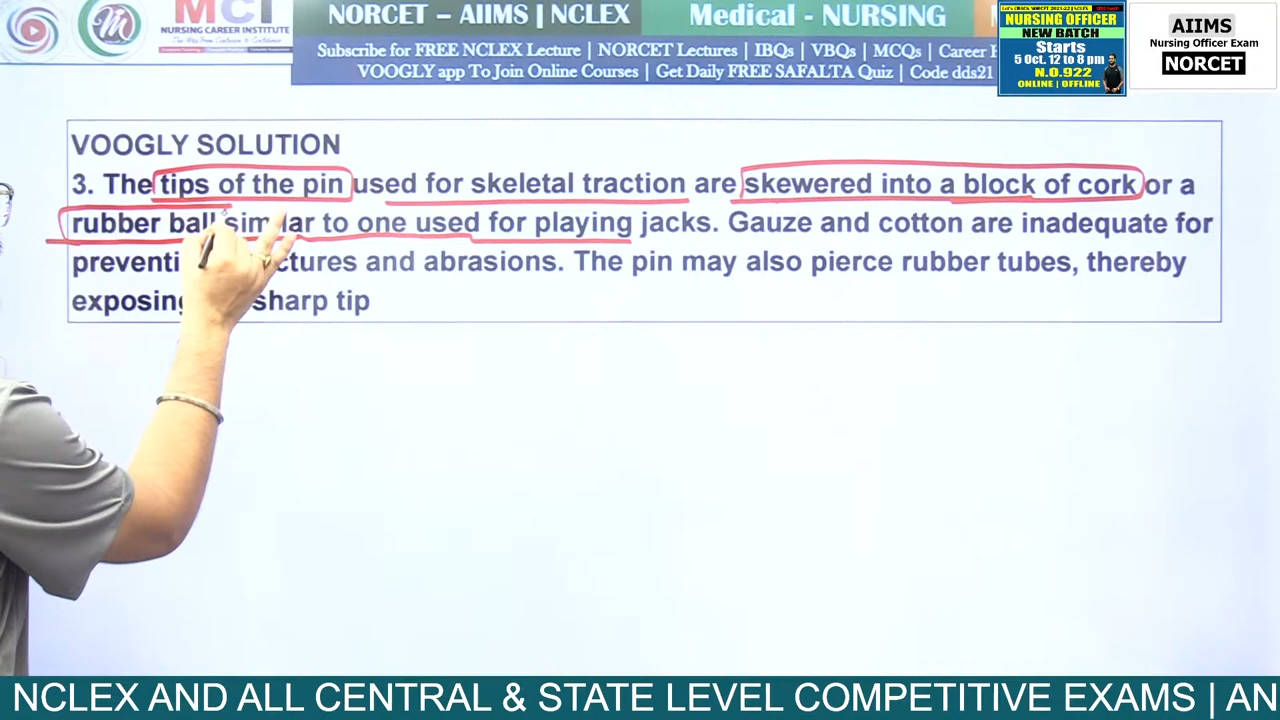 MCI
NURSING CAREER INSTITUTE
NORCET – AIIMS | NCLEX
Medical - NURSING
Subscribe for FREE NCLEX Lecture | NORCET Lectures | IBQs | VBQs | MCQs | Career
VOOGLY app To Join Online Courses | Get Daily FREE SAFALTA Quiz | Code dds21
NURSING OFFICER
NEW BATCH
Starts
5 Oct. 12 to 8 pm
N.O.922
ONLINE | OFFLINE
AIIMS
Nursing Officer Exam
NORCET
VOOGLY SOLUTION
3. The tips of the pin used for skeletal traction are skewered into a block of cork or a
rubber ball similar to one used for playing jacks. Gauze and cotton are inadequate for
and abrasions. The pin may also pierce rubber tubes, thereby
sharp tip
NCLEX AND ALL CENTRAL & STATE LEVEL COMPETITIVE EXAMS | AN